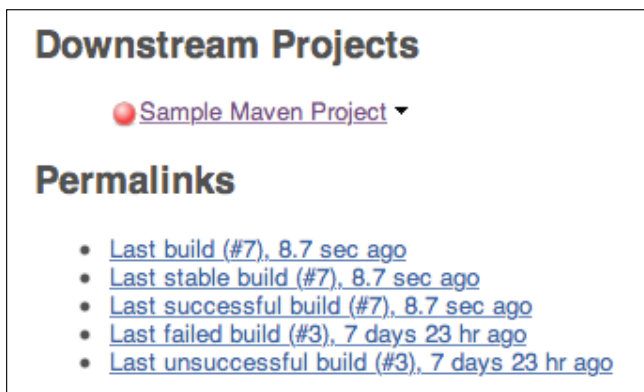 Downstream Projects
Sample Maven Project
Permalinks
Last build (#7), 8.7 sec ago
Last stable build (#7), 8.7 sec ago
Last successful build (#7), 8.7 sec ago
Last failed build (#3), 7 days 23 hr ago
Last unsuccessful build (#3), 7 days 23 hr ago